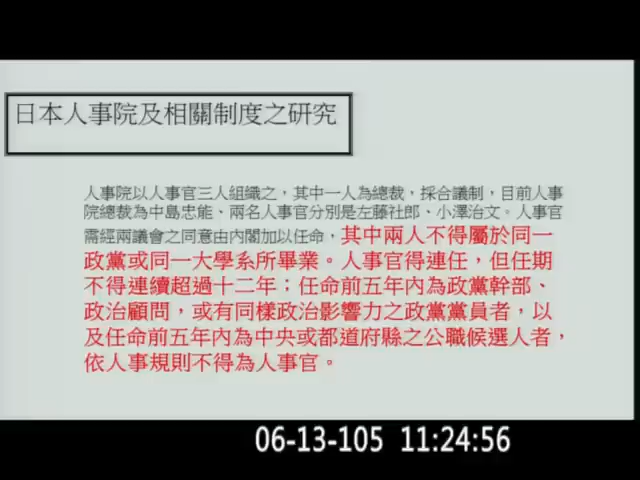 日本人事院及相關制度之研究
人事院以人事官三人組織之，其中一人為總裁，採合議制，目前人事
院總裁為中島忠能、兩名人事官分別是左藤社郎、小澤治文。人事官
需經兩議會之同意由內閣加以任命，其中兩人不得屬於同一
政黨或同一大學系所畢業。人事官得連任，但任期
不得連續超過十二年；任命前五年內為政黨幹部、
政治顧問，或有同樣政治影響力之政黨黨員者，以
及任命前五年內為中央或都道府縣之公職候選人者，
依人事規則不得為人事官。
06-13-105 11:24:56